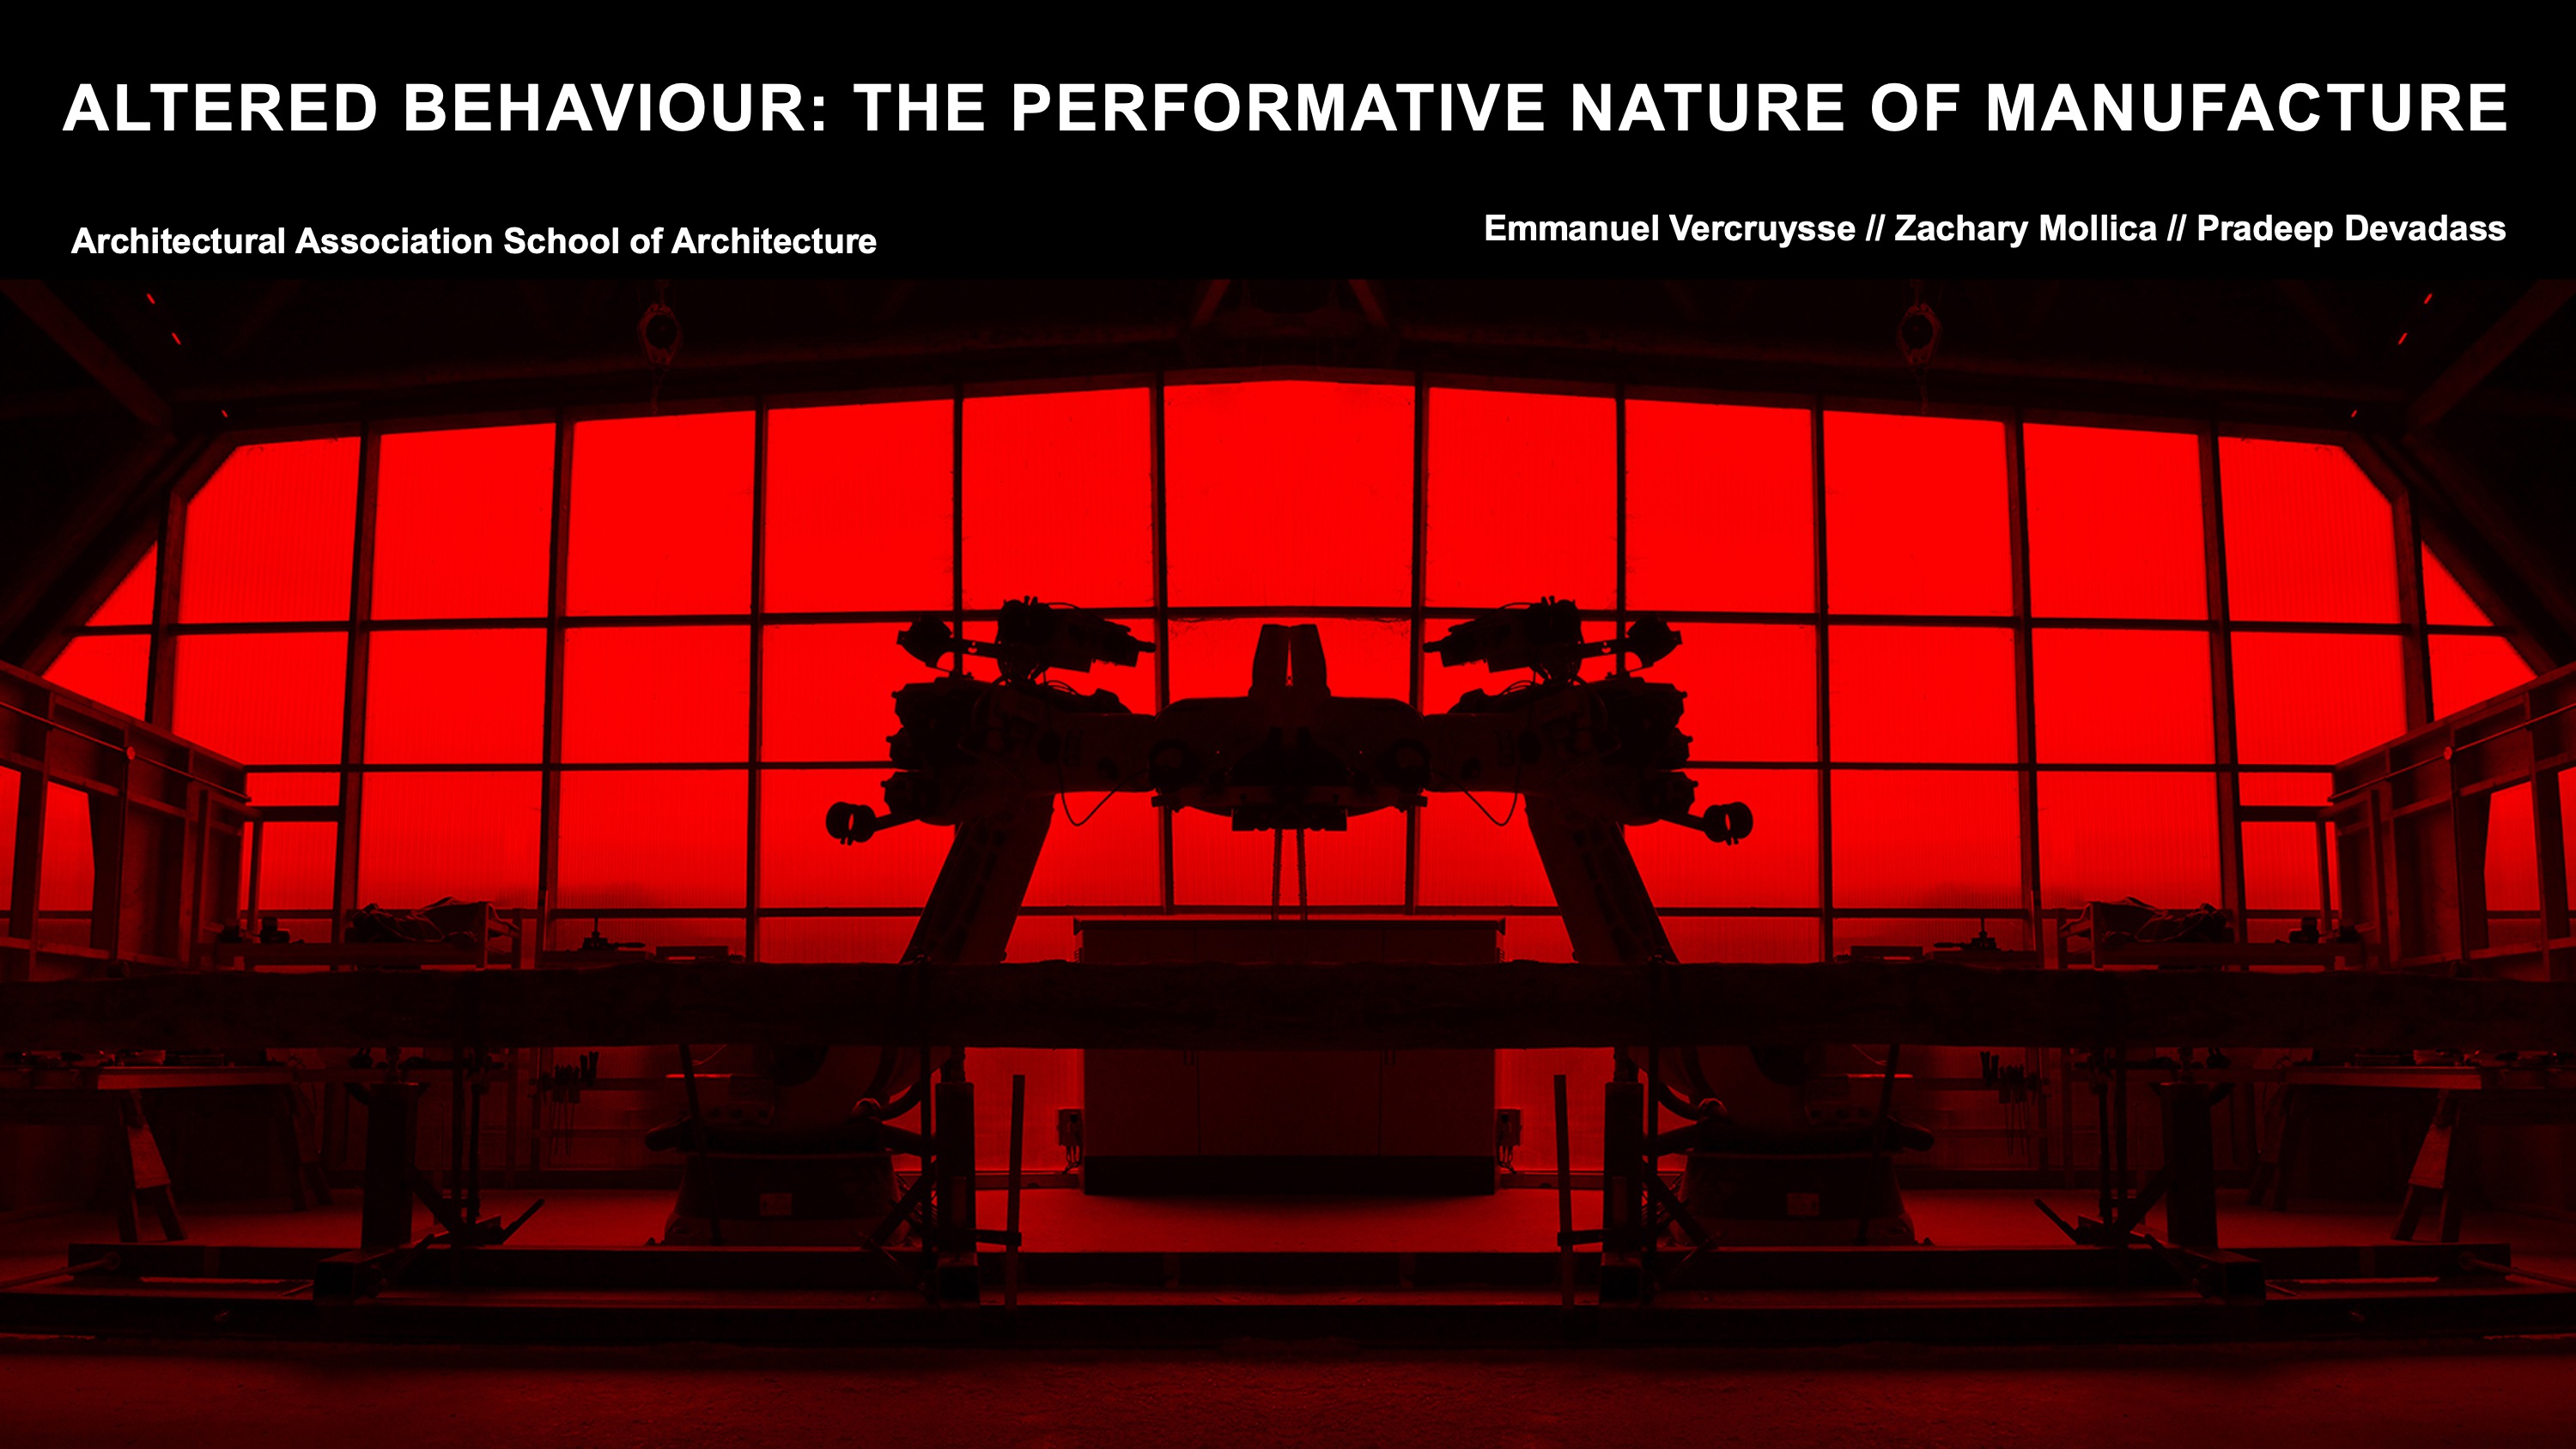 ALTERED BEHAVIOUR: THE PERFORMATIVE NATURE OF MANUFACTURE
Architectural Association School of Architecture
Emmanuel Vercruysse // Zachary Mollica // Pradeep Devadass